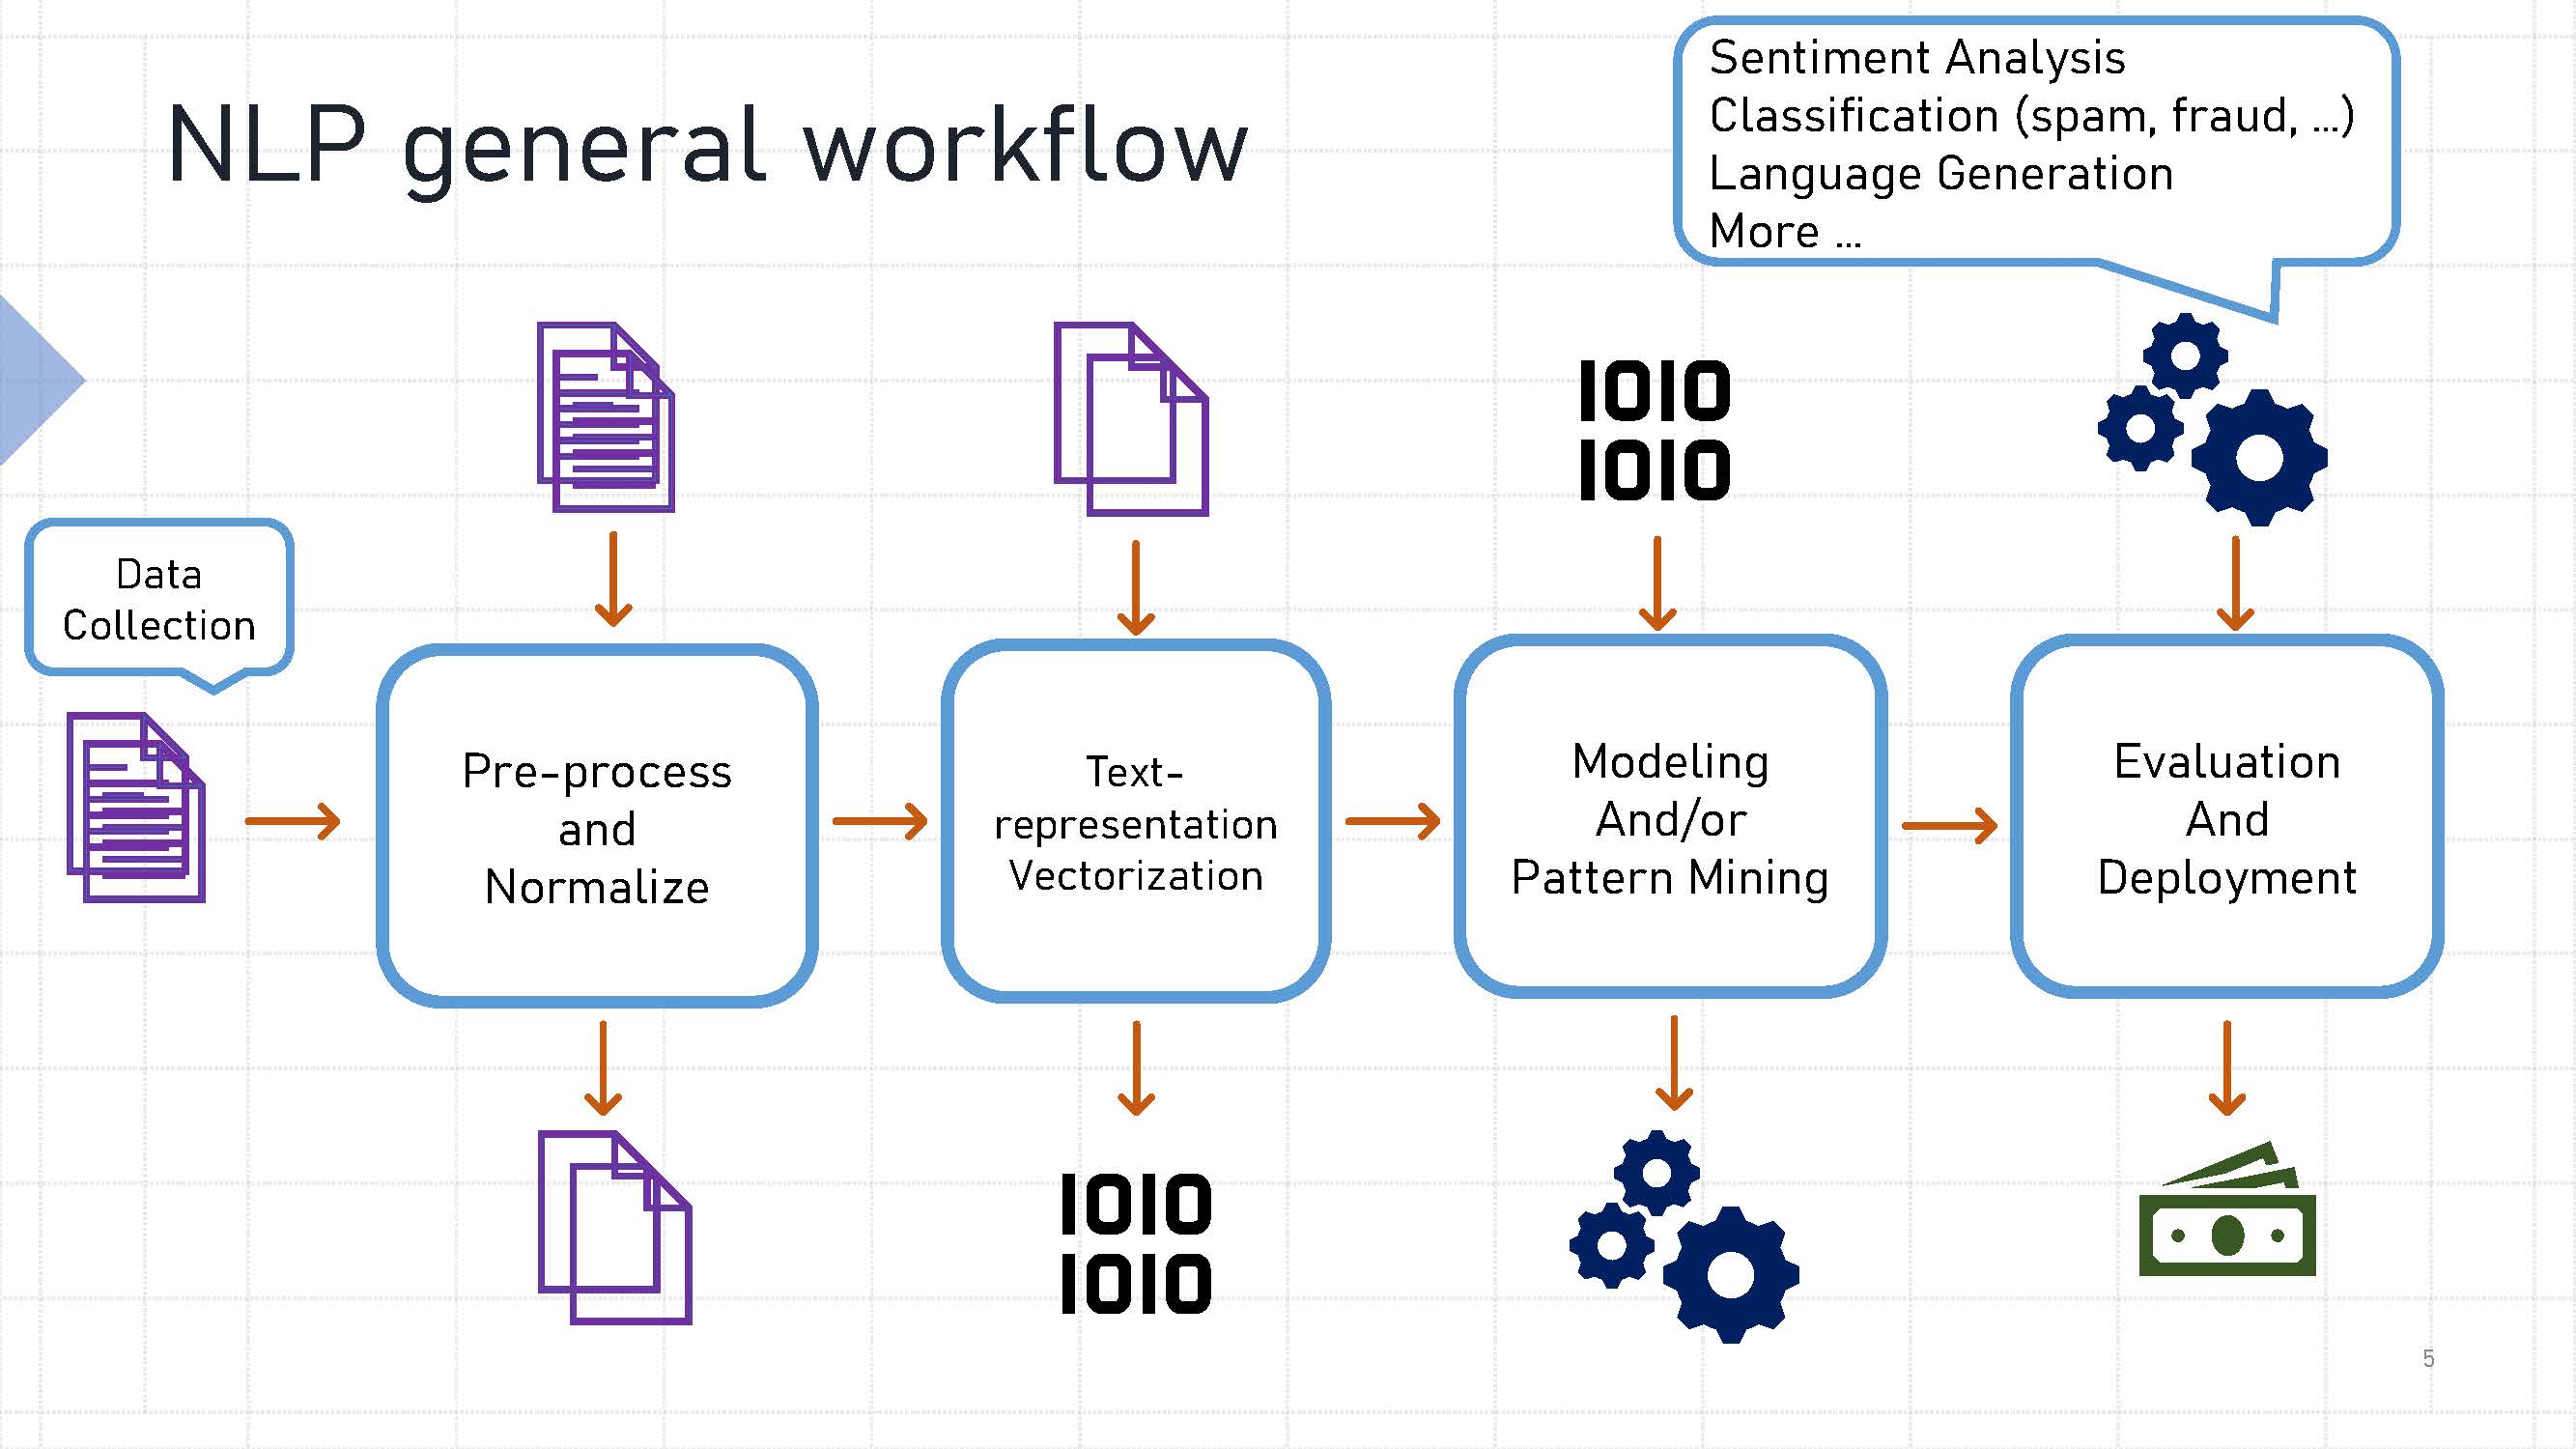 NLP general workflow
Sentiment Analysis
Classification (spam, fraud, ...)
Language Generation
More ...
1010
1010
Data
Collection
Pre-process
and
Normalize
Text-
representation
Vectorization
Modeling
And/or
Pattern Mining
Evaluation
And
Deployment
1010
1010
5